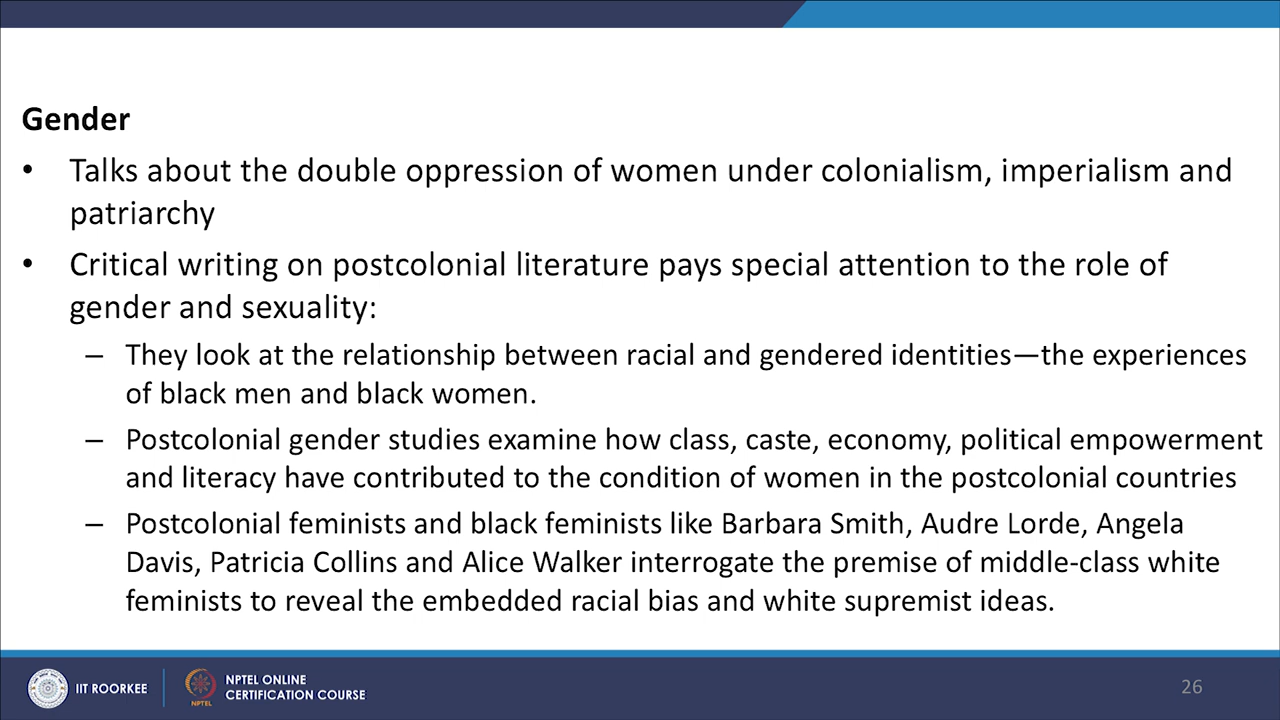 Gender
• Talks about the double oppression of women under colonialism, imperialism and
patriarchy
• Critical writing on postcolonial literature pays special attention to the role of
gender and sexuality:
– They look at the relationship between racial and gendered identities—the experiences
of black men and black women.
– Postcolonial gender studies examine how class, caste, economy, political empowerment
and literacy have contributed to the condition of women in the postcolonial countries
– Postcolonial feminists and black feminists like Barbara Smith, Audre Lorde, Angela
Davis, Patricia Collins and Alice Walker interrogate the premise of middle-class white
feminists to reveal the embedded racial bias and white supremist ideas.
IIT ROORKEE
NPTEL
NPTEL ONLINE
CERTIFICATION COURSE
26